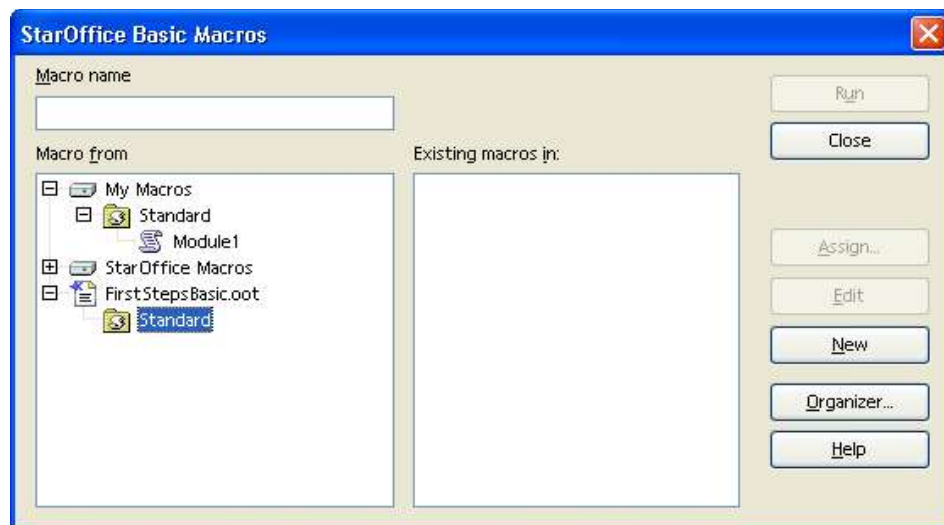 StarOffice Basic Macros
Macro name
Run
Close
Macro from
Existing macros in:
My Macros
Standard
Module1
StarOffice Macros
FirstStepsBasic.oot
Standard
Assign...
Edit
New
Organizer...
Help